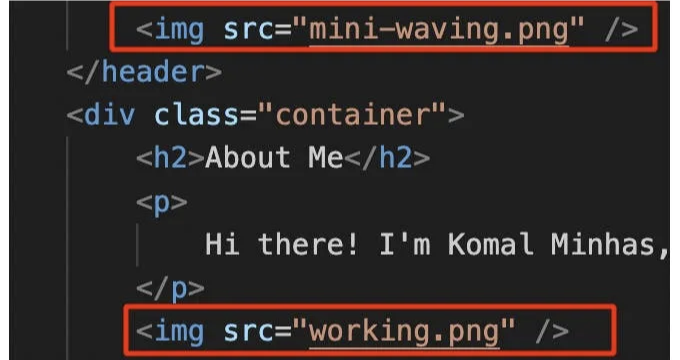 <img src="mini-waving.png" />
</header>
<div class="container">
<h2>About Me</h2>
<p>
Hi there! I'm Komal Minhas,
</p>
<img src="working.png" />